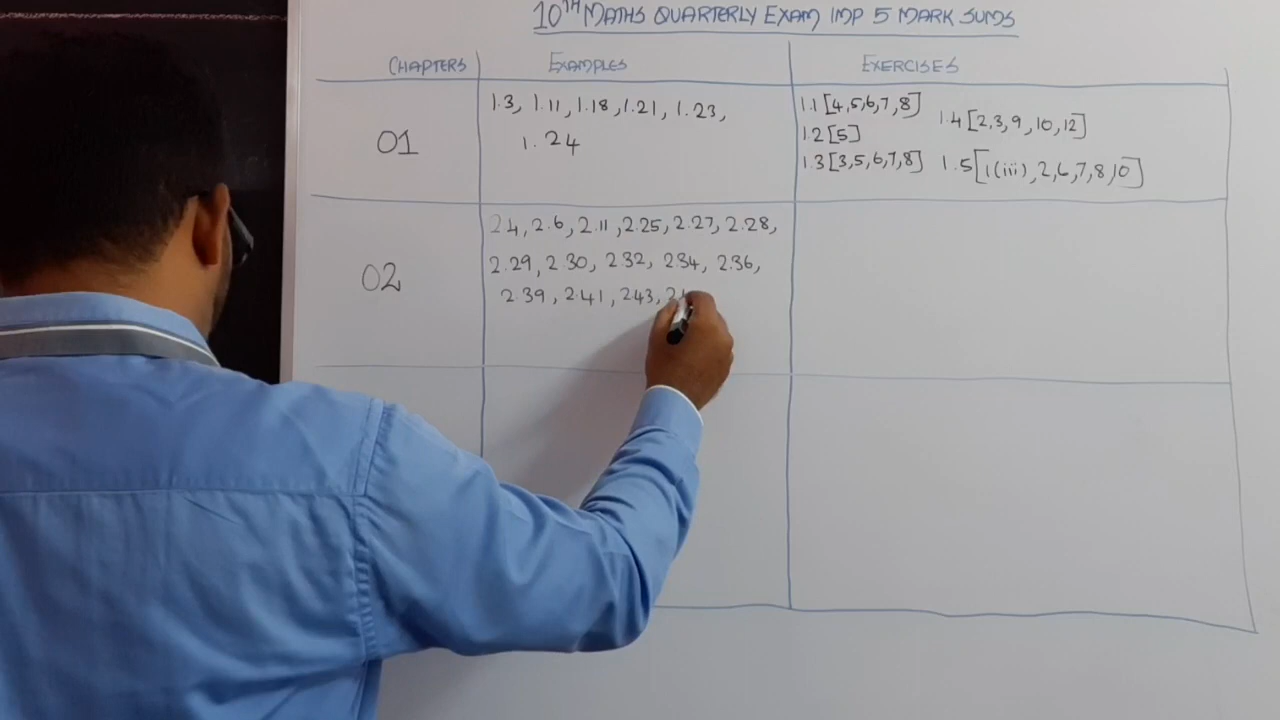 10TH MATHS QUARTERLY EXAM IMP 5 MARK SUMS
CHAPTERS EXAMPLES EXERCISES
01
1.3, 1.11, 1.18, 1.21, 1.23,
1.24
1.1 [4,5,6,7,8]
1.2 [5]
1.3 [3,5,6,7,8]
1.4 [2,3,9,10,12]
1.5 [1(iii), 2,6,7,8,10]
02
2.4, 2.6, 2.11, 2.25, 2.27, 2.28,
2.29, 2.30, 2.32, 2.34, 2.36,
2.39, 2.41, 2.43,